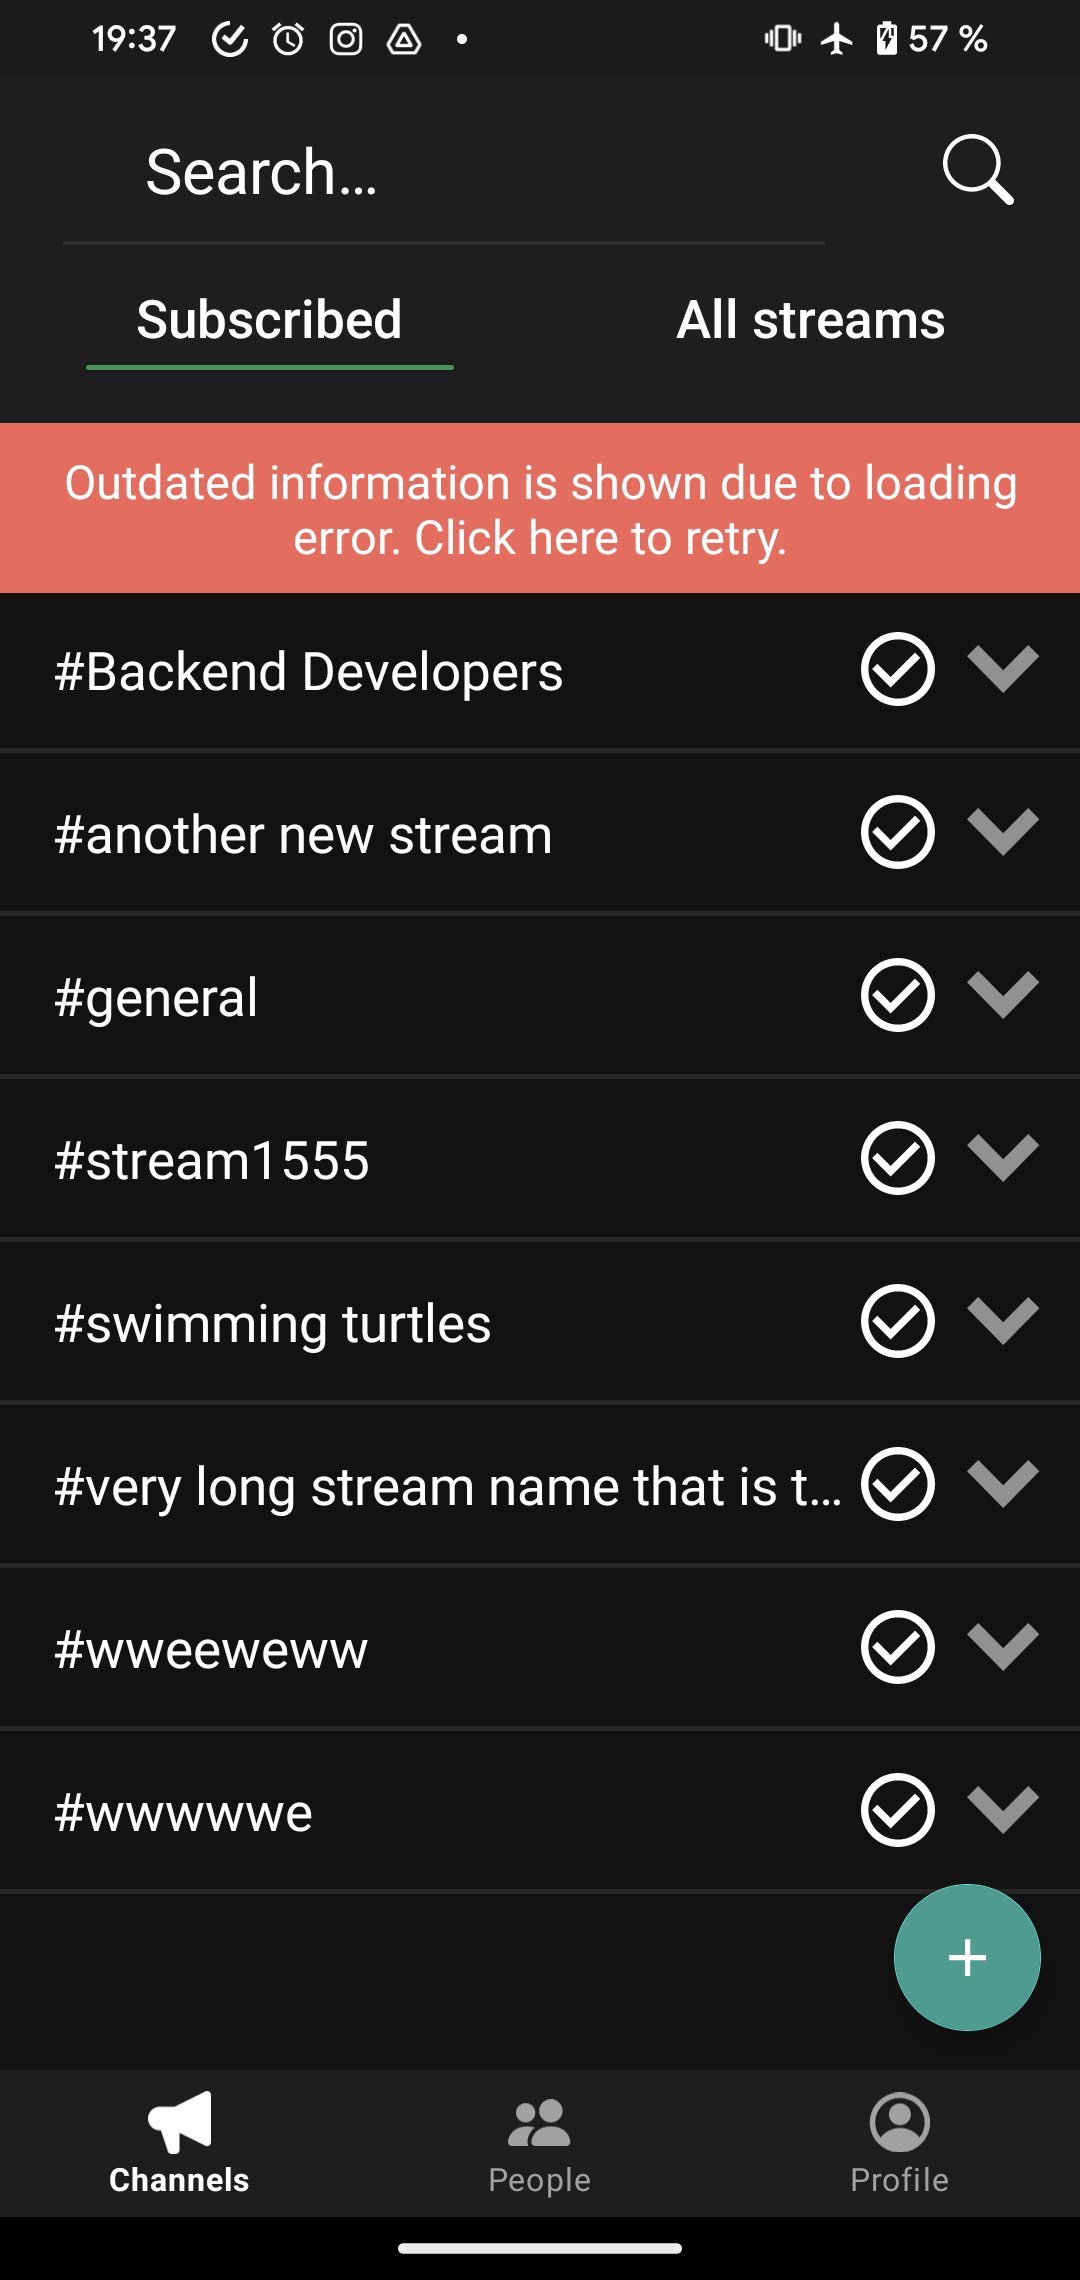 19:37 57 %
Search…
Subscribed All streams
Outdated information is shown due to loading
error. Click here to retry.
#Backend Developers
#another new stream
#general
#stream1555
#swimming turtles
#very long stream name that is t…
#wweeweww
#wwwwwe
+
Channels People Profile